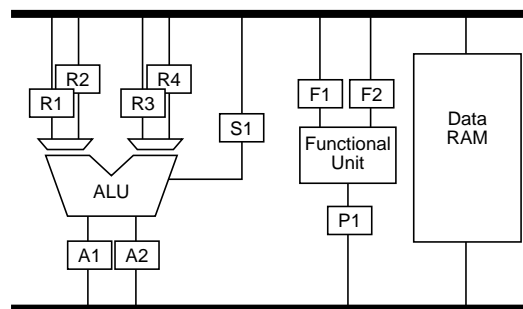 R2
R4
R1
R3
F1
F2
S1
Data
RAM
Functional
Unit
ALU
P1
A1
A2